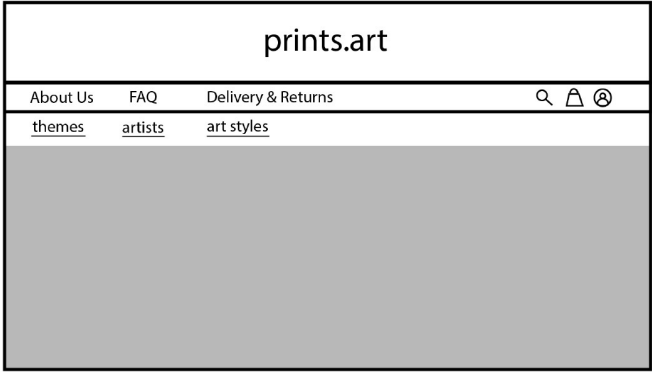 prints.art
About Us FAQ Delivery & Returns
themes artists art styles